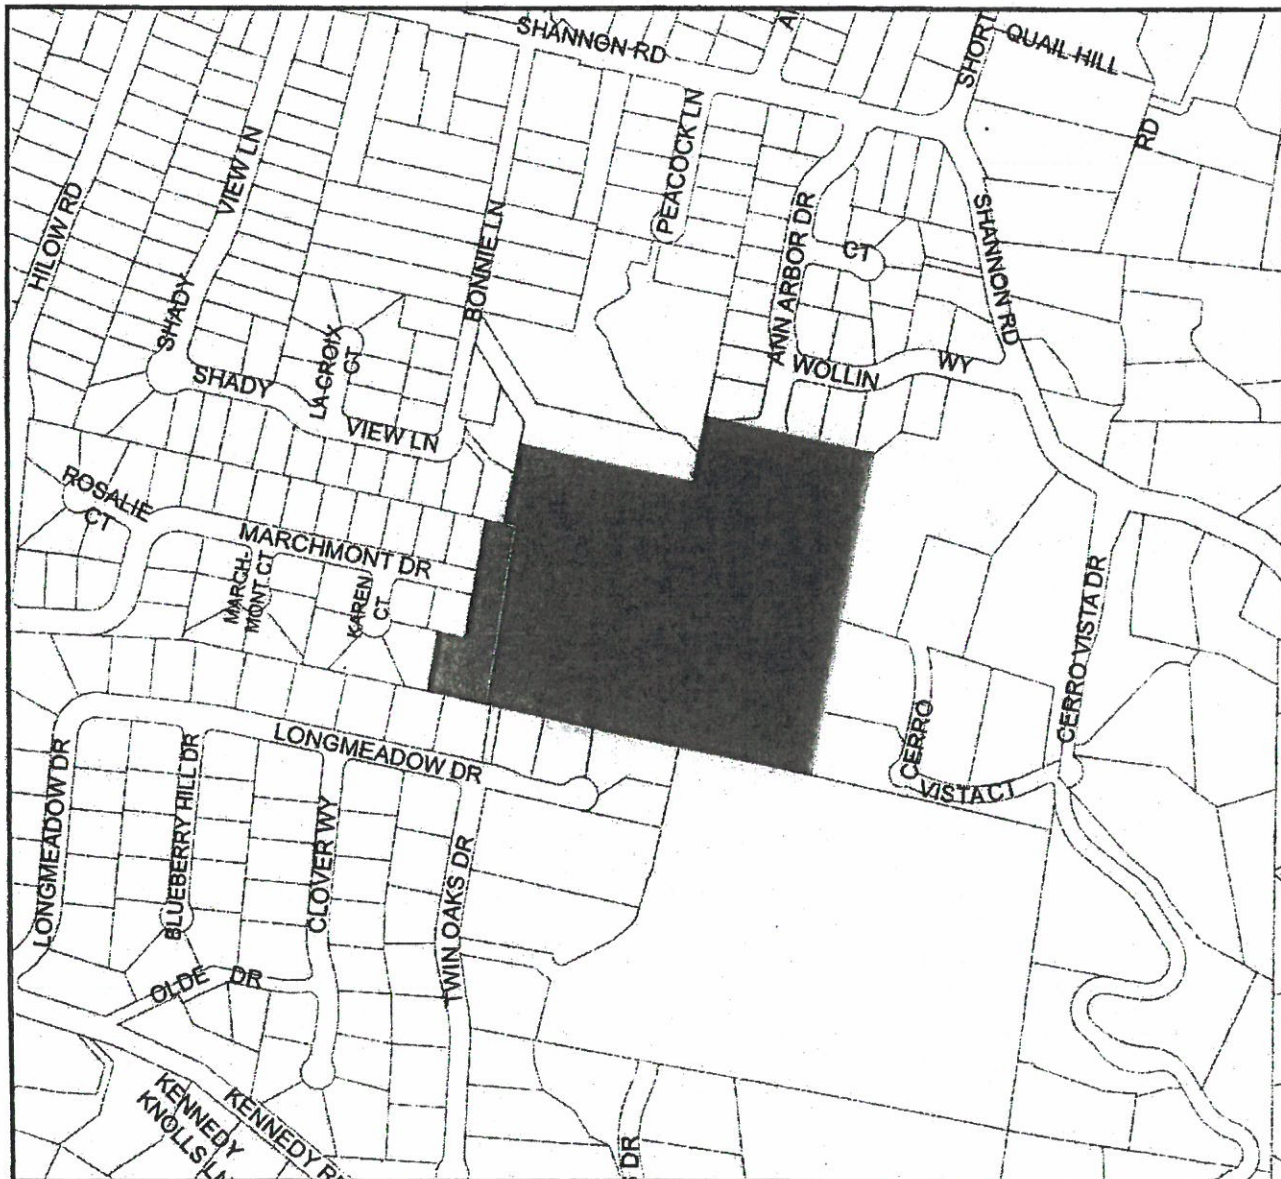 SHANNON RD
SHORT
QUAIL HILL
RD
HILOW RD
SHADY
VIEW LN
BONNIE LN
PEACOCK LN
ANN ARBOR DR
CT
SHANNON RD
WOLLIN
WY
LA CROIX
CT
SHADY
VIEW LN
ROSALIE
CT
MARCHMONT DR
MARCH-
MONT CT
KAREN
CT
CERRO VISTA DR
CERRO
VISTA CT
LONGMEADOW DR
LONGMEADOW DR
BLUEBERRY HILL DR
CLOVER WY
TWIN OAKS DR
OLDE DR
KENNEDY
KNOLLS LN
KENNEDY RD
DR